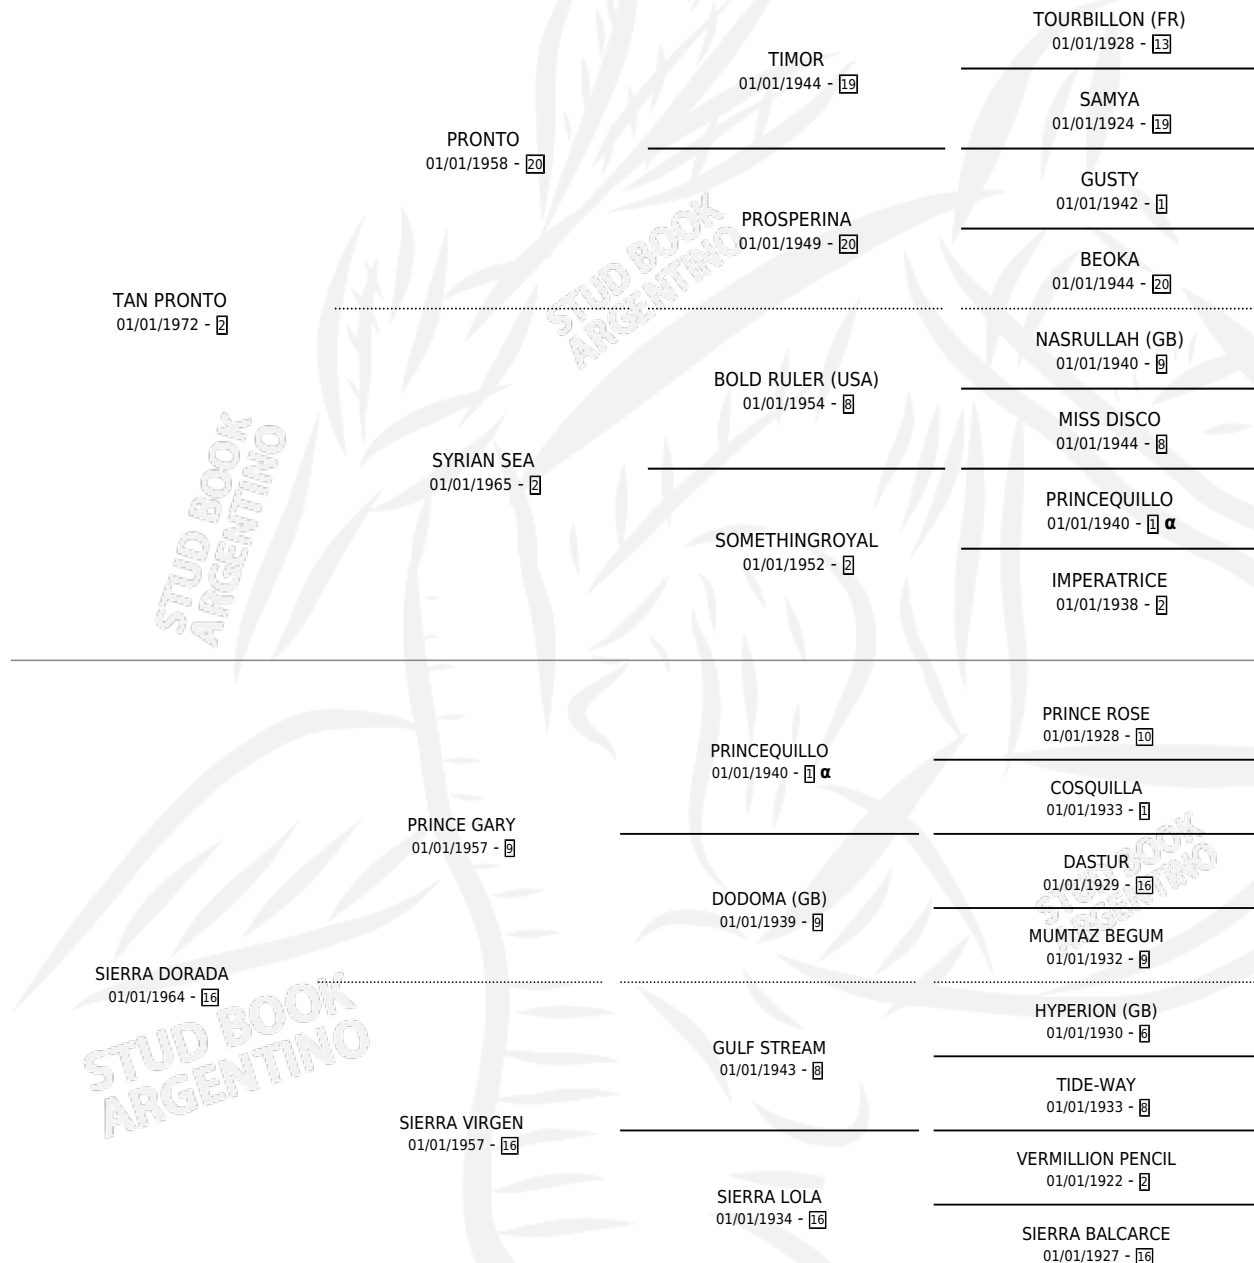 TOURBILLON (FR)
01/01/1928 - 13
TIMOR
01/01/1944 - 19
SAMYA
01/01/1924 - 19
PRONTO
01/01/1958 - 20
GUSTY
01/01/1942 - 1
PROSPERINA
01/01/1949 - 20
BEOKA
01/01/1944 - 20
TAN PRONTO
01/01/1972 - 2
STUD BOOK
ARGENTINO
NASRULLAH (GB)
01/01/1940 - 9
BOLD RULER (USA)
01/01/1954 - 8
MISS DISCO
01/01/1944 - 8
SYRIAN SEA
01/01/1965 - 2
STUD BOOK
ARGENTINO
PRINCEQUILLO
01/01/1940 - 1 α
SOMETHINGROYAL
01/01/1952 - 2
IMPERATRICE
01/01/1938 - 2
PRINCE ROSE
01/01/1928 - 10
PRINCEQUILLO
01/01/1940 - 1 α
COSQUILLA
01/01/1933 - 1
PRINCE GARY
01/01/1957 - 9
DASTUR
01/01/1929 - 16
STUD BOOK
ARGENTINO
DODOMA (GB)
01/01/1939 - 9
MUMTAZ BEGUM
01/01/1932 - 9
SIERRA DORADA
01/01/1964 - 16
STUD BOOK
ARGENTINO
HYPERION (GB)
01/01/1930 - 6
GULF STREAM
01/01/1943 - 8
TIDE-WAY
01/01/1933 - 8
SIERRA VIRGEN
01/01/1957 - 16
VERMILLION PENCIL
01/01/1922 - 2
SIERRA LOLA
01/01/1934 - 16
SIERRA BALCARCE
01/01/1927 - 16